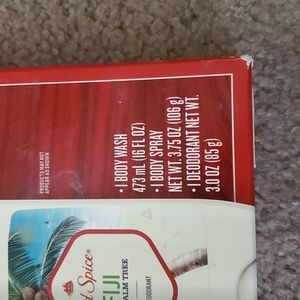 PRODUCTS MAY NOT
APPEAR AS SHOWN
• 1 BODY WASH
473 mL (16 FL OZ)
• 1 BODY SPRAY
NET WT. 3.75 OZ (106 g)
• 1 DEODORANT NET WT.
3.0 OZ (85 g)
Spice®
FIJI
PALM TREE
DEODORANT